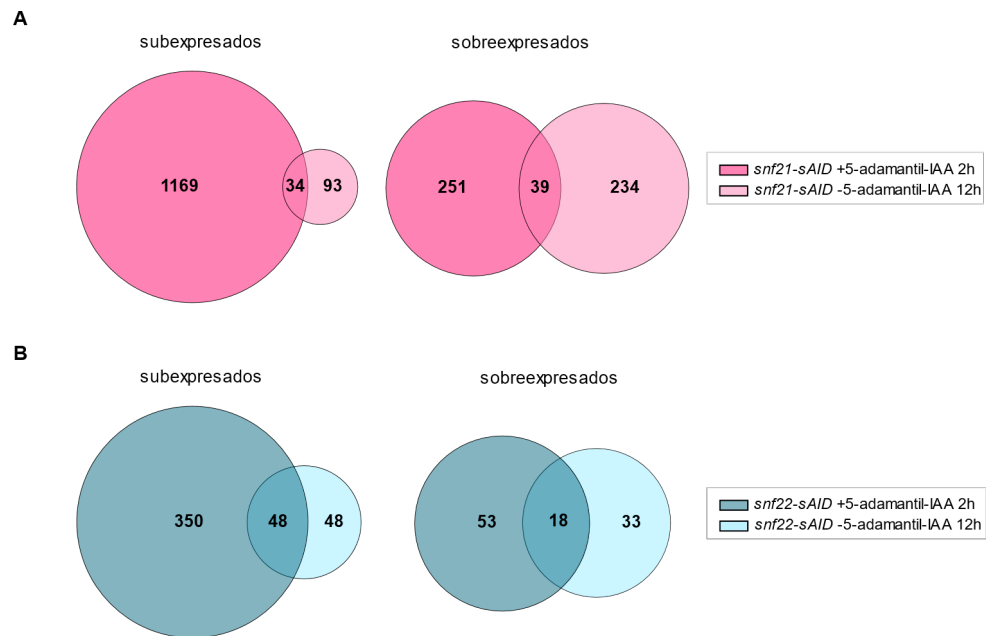 A
subexpresados
sobreexpresados
1169
34
93
251
39
234
snf21-sAID +5-adamantil-IAA 2h
snf21-sAID -5-adamantil-IAA 12h
B
subexpresados
sobreexpresados
350
48
48
53
18
33
snf22-sAID +5-adamantil-IAA 2h
snf22-sAID -5-adamantil-IAA 12h